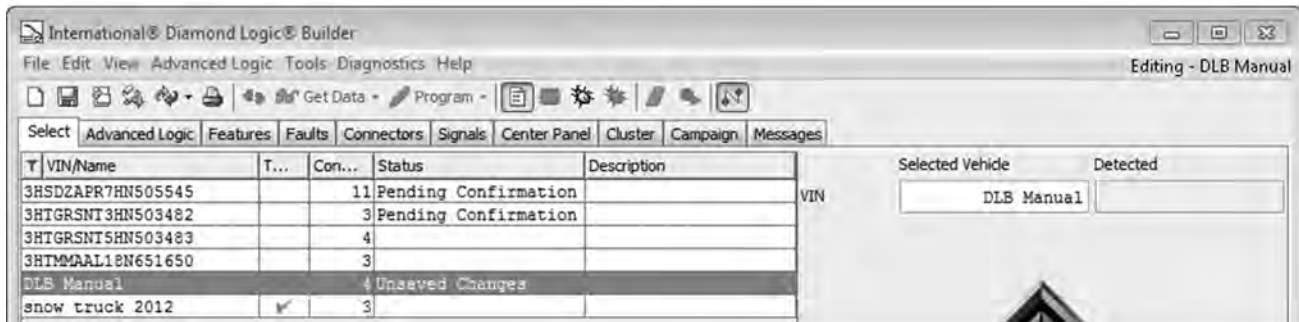 International® Diamond Logic® Builder
File Edit View Advanced Logic Tools Diagnostics Help
Editing - DLB Manual
Get Data Program
Select Advanced Logic Features Faults Connectors Signals Center Panel Cluster Campaign Messages
VIN/Name T... Con... Status Description
Selected Vehicle Detected
3HSDZAPR7HN505545 11 Pending Confirmation
VIN DLB Manual
3HTGRSNT3HN503482 3 Pending Confirmation
3HTGRSNT5HN503483 4
3HTMMAAL18N651650 3
DLB Manual 4 Unsaved Changes
snow truck 2012 3